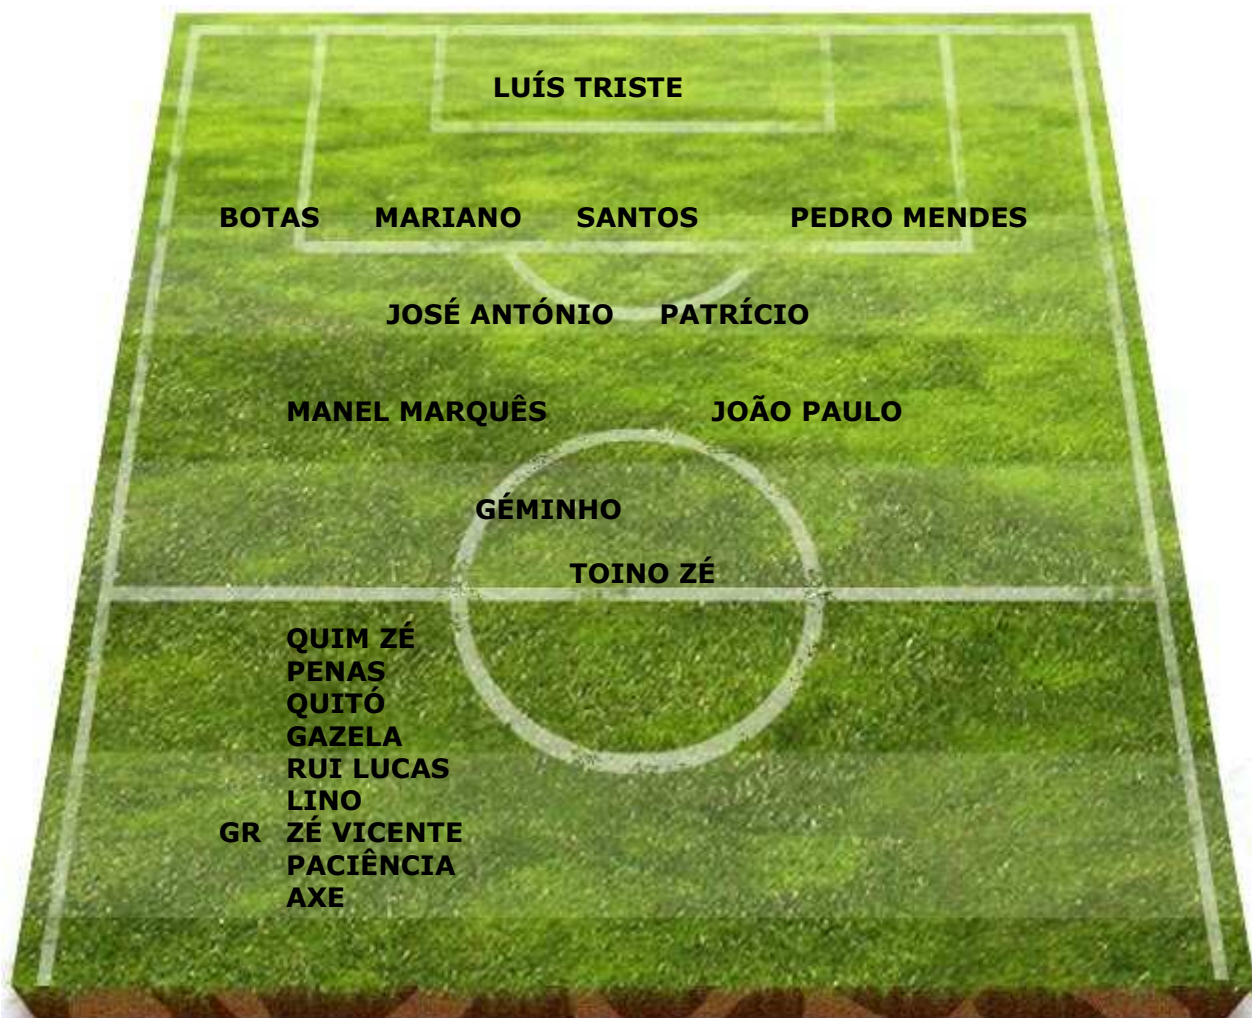 LUÍS TRISTE
BOTAS MARIANO SANTOS PEDRO MENDES
JOSÉ ANTÓNIO PATRÍCIO
MANEL MARQUÊS JOÃO PAULO
GÉMINHO
TOINO ZÉ
QUIM ZÉ
PENAS
QUITÓ
GAZELA
RUI LUCAS
LINO
GR ZÉ VICENTE
PACIÊNCIA
AXE